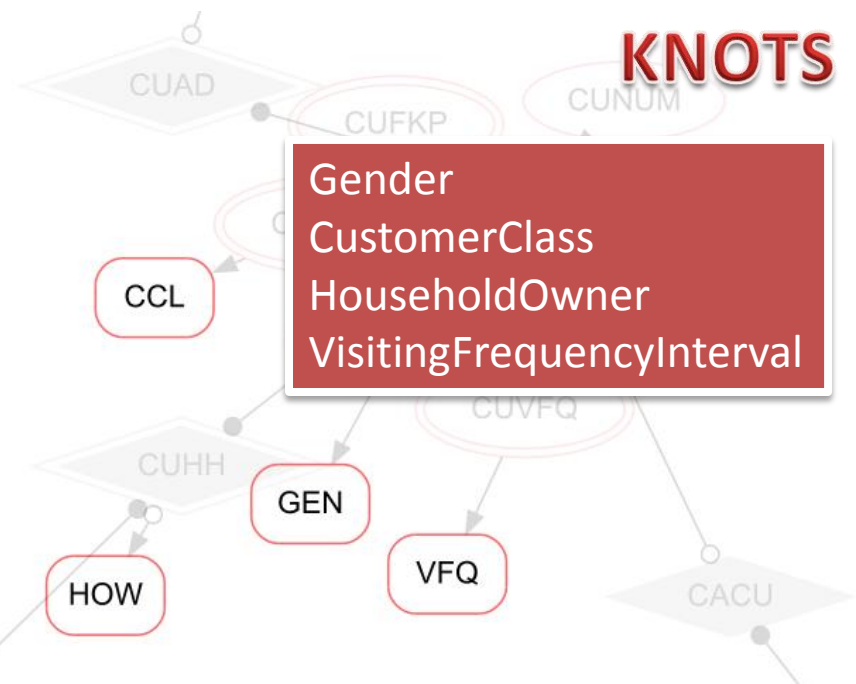 KNOTS
CUAD
CUNUM
CUFKP
Gender
CustomerClass
HouseholdOwner
VisitingFrequencyInterval
CCL
CUVFQ
CUHH
GEN
VFQ
HOW
CACU